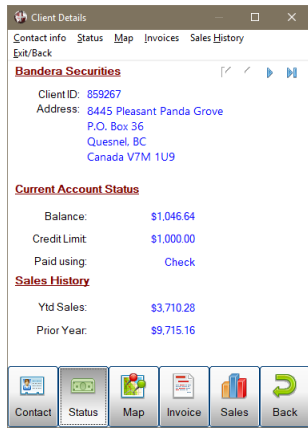 Client Details
Contact info Status Map Invoices Sales History
Exit/Back
Bandera Securities
Client ID: 859267
Address: 8445 Pleasant Panda Grove
P.O. Box 36
Quesnel, BC
Canada V7M 1U9
Current Account Status
Balance: $1,046.64
Credit Limit: $1,000.00
Paid using: Check
Sales History
Ytd Sales: $3,710.28
Prior Year: $9,715.16
Contact Status Map Invoice Sales Back